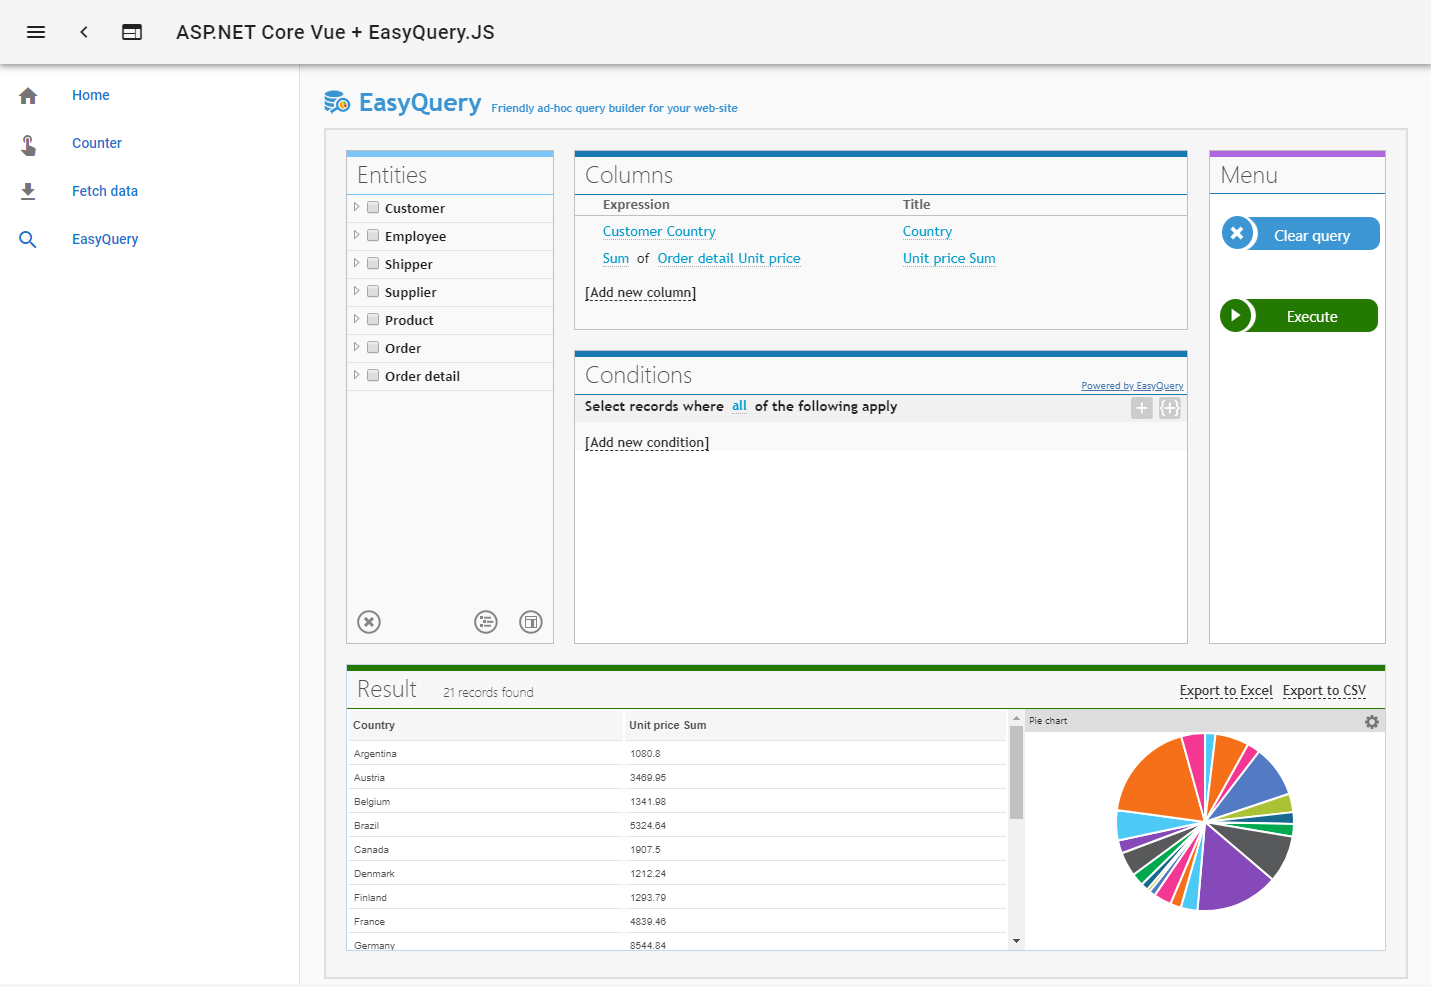 ASP.NET Core Vue + EasyQuery.JS
Home
Counter
Fetch data
EasyQuery
EasyQuery Friendly ad-hoc query builder for your web-site
Entities
Customer
Employee
Shipper
Supplier
Product
Order
Order detail
Columns
Expression Title
Customer Country Country
Sum of Order detail Unit price Unit price Sum
[Add new column]
Conditions
Powered by EasyQuery
Select records where all of the following apply
[Add new condition]
Menu
Clear query
Execute
Result 21 records found Export to Excel Export to CSV
Country Unit price Sum
Argentina 1080.8
Austria 3469.95
Belgium 1341.98
Brazil 5324.64
Canada 1907.5
Denmark 1212.24
Finland 1293.79
France 4839.46
Germany 8544.84
Pie chart